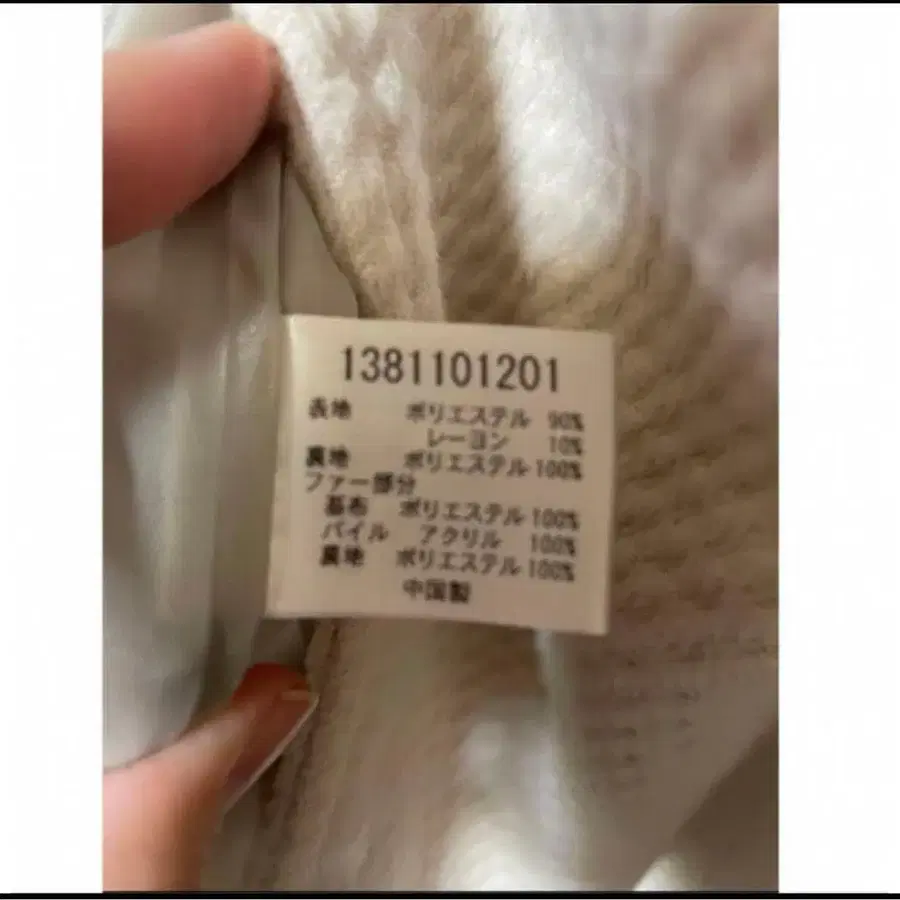 1381101201
表地 ポリエステル 90%
レーヨン 10%
裏地 ポリエステル 100%
ファー部分
基布 ポリエステル 100%
パイル アクリル 100%
裏地 ポリエステル 100%
中国製